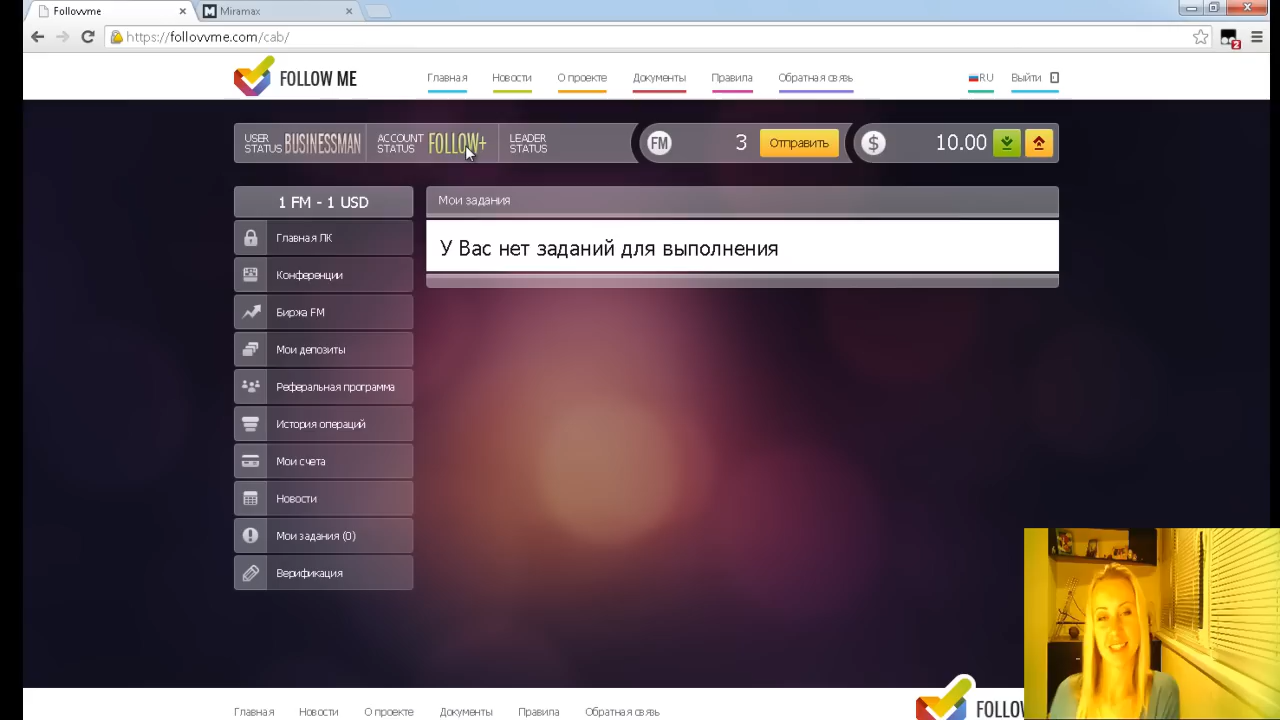 Followme
Miramax
https://followme.com/cab/
2
FOLLOW ME
Главная
Новости
О проекте
Документы
Правила
Обратная связь
RU
Выйти
USER STATUS BUSINESSMAN
ACCOUNT STATUS FOLLOW+
LEADER STATUS
FM
3
Отправить
$
10.00
1 FM - 1 USD
Главная ЛК
Конференции
Биржа FM
Мои депозиты
Реферальная программа
История операций
Мои счета
Новости
Мои задания (0)
Верификация
Мои задания
У Вас нет заданий для выполнения
Главная
Новости
О проекте
Документы
Правила
Обратная связь
FOLLOW